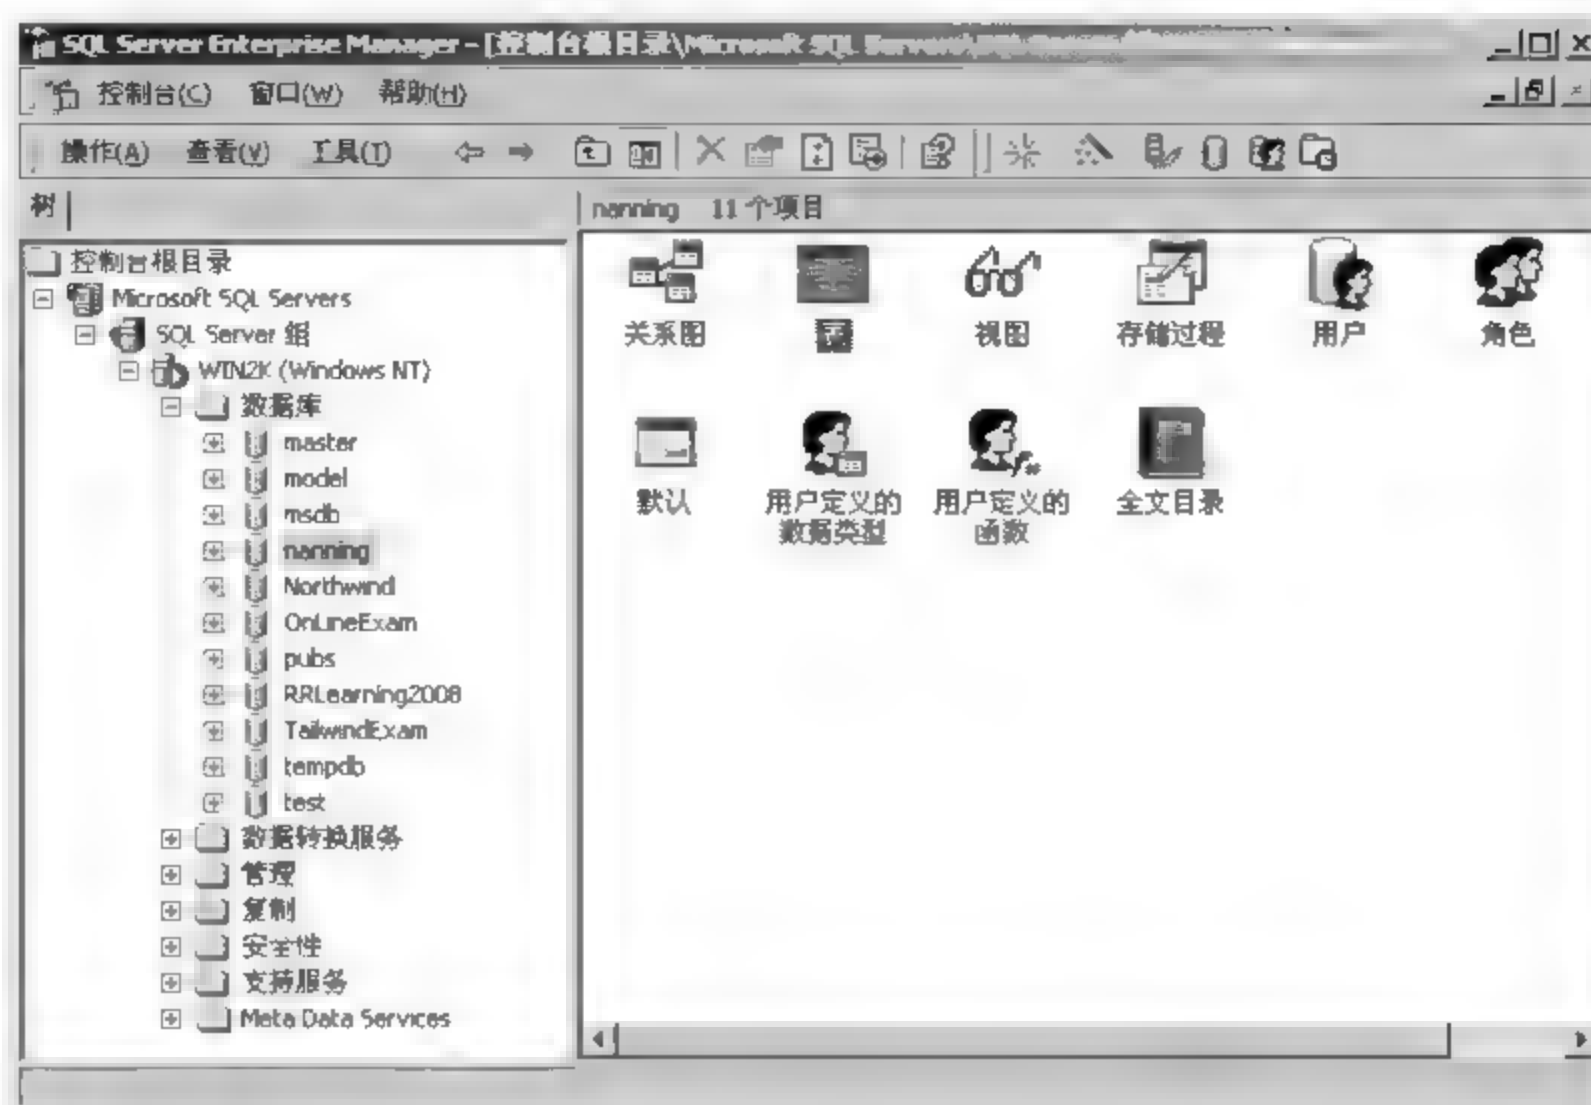 SQL Server Enterprise Manager - [控制台根目录\Microsoft SQL Servers\
控制台(C) 窗口(W) 帮助(H)
操作(A) 查看(V) 工具(T)
树
nanning 11 个项目
控制台根目录
Microsoft SQL Servers
SQL Server 组
WIN2K (Windows NT)
数据库
master
model
msdb
nanning
Northwind
OnLineExam
pubs
RRLearning2008
TailwindExam
tempdb
test
数据转换服务
管理
复制
安全性
支持服务
Meta Data Services
关系图 表 视图 存储过程 用户 角色
默认 用户定义的 用户定义的 全文目录
数据类型 函数